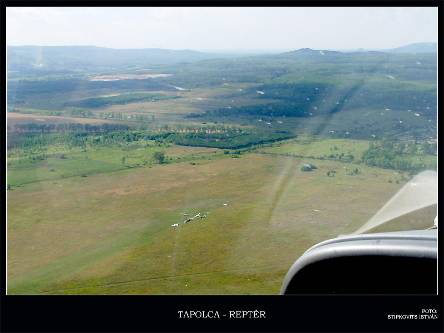 TAPOLCA - REPTÉR
FOTO:
STIPKOVITS ISTVÁN